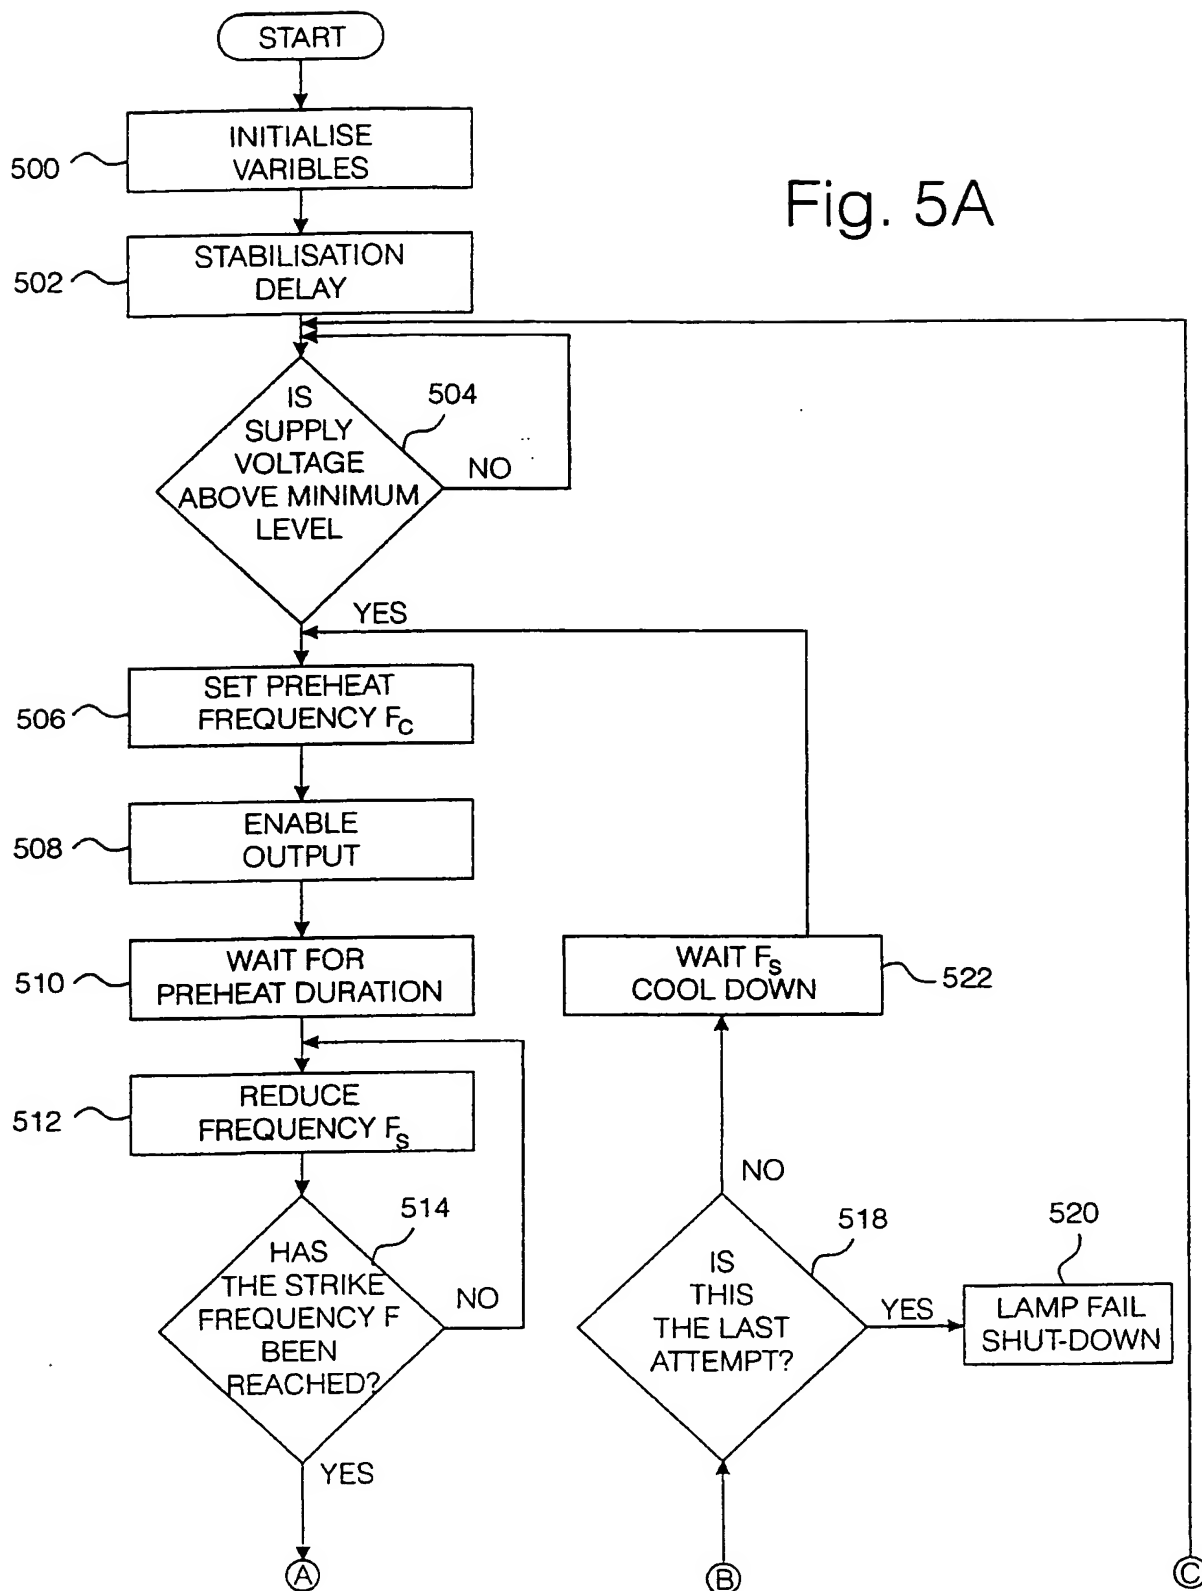 START
INITIALISE
VARIBLES
500
Fig. 5A
STABILISATION
DELAY
502
IS
SUPPLY
VOLTAGE
ABOVE MINIMUM
LEVEL
504
NO
YES
SET PREHEAT
FREQUENCY FC
506
ENABLE
OUTPUT
508
WAIT FOR
PREHEAT DURATION
510
WAIT FS
COOL DOWN
522
REDUCE
FREQUENCY FS
512
HAS
THE STRIKE
FREQUENCY F
BEEN
REACHED?
514
NO
YES
NO
IS
THIS
THE LAST
ATTEMPT?
518
YES
520
LAMP FAIL
SHUT-DOWN
A
B
C